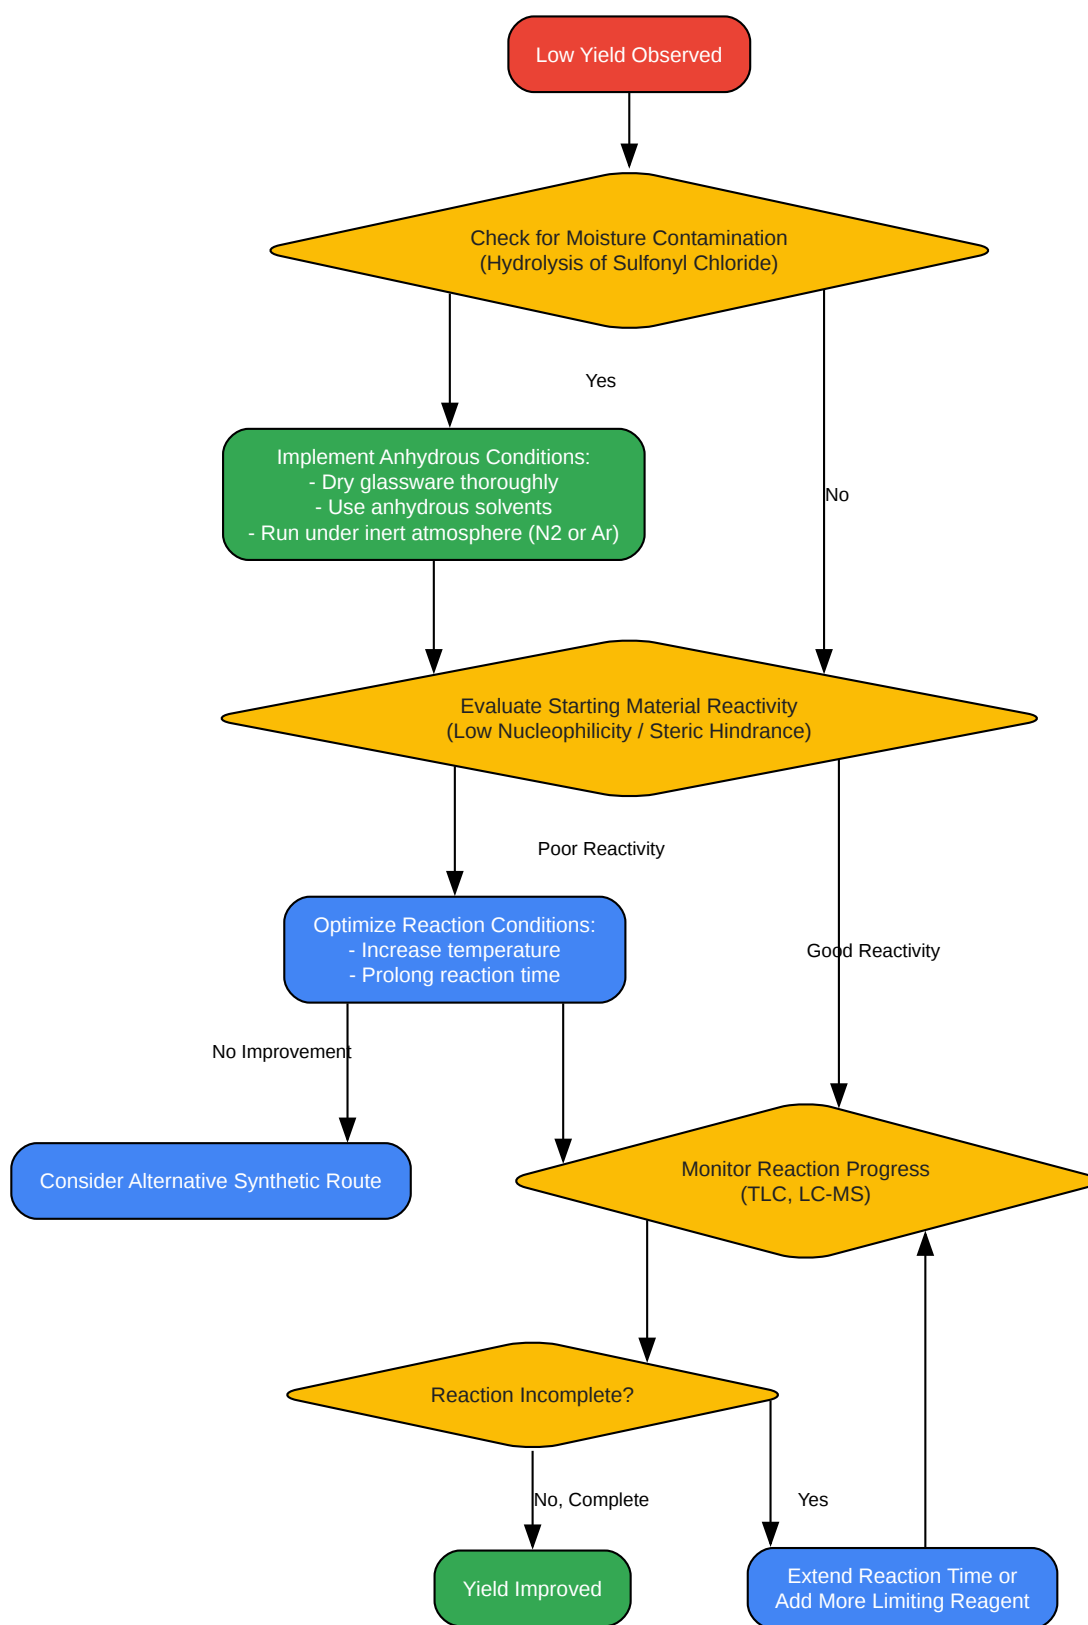 Low Yield Observed
Check for Moisture Contamination
(Hydrolysis of Sulfonyl Chloride)
Yes
Implement Anhydrous Conditions:
- Dry glassware thoroughly
- Use anhydrous solvents
- Run under inert atmosphere (N2 or Ar)
No
Evaluate Starting Material Reactivity
(Low Nucleophilicity / Steric Hindrance)
Poor Reactivity
Optimize Reaction Conditions:
- Increase temperature
- Prolong reaction time
Good Reactivity
No Improvement
Consider Alternative Synthetic Route
Monitor Reaction Progress
(TLC, LC-MS)
Reaction Incomplete?
No, Complete
Yes
Yield Improved
Extend Reaction Time or
Add More Limiting Reagent